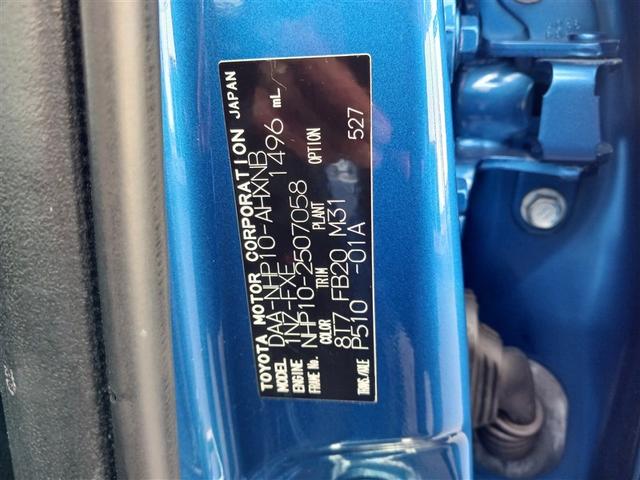 TOYOTA MOTOR CORPORATION JAPAN
MODEL DAA-NHP10-AHXNB
ENGINE 1NZ-FXE 1496 mL
FRAME No. NHP10-2507058
COLOR TRIM PLANT OPTION
8T7 FB20 M31 527
TRNS/AXLE P510 -01A